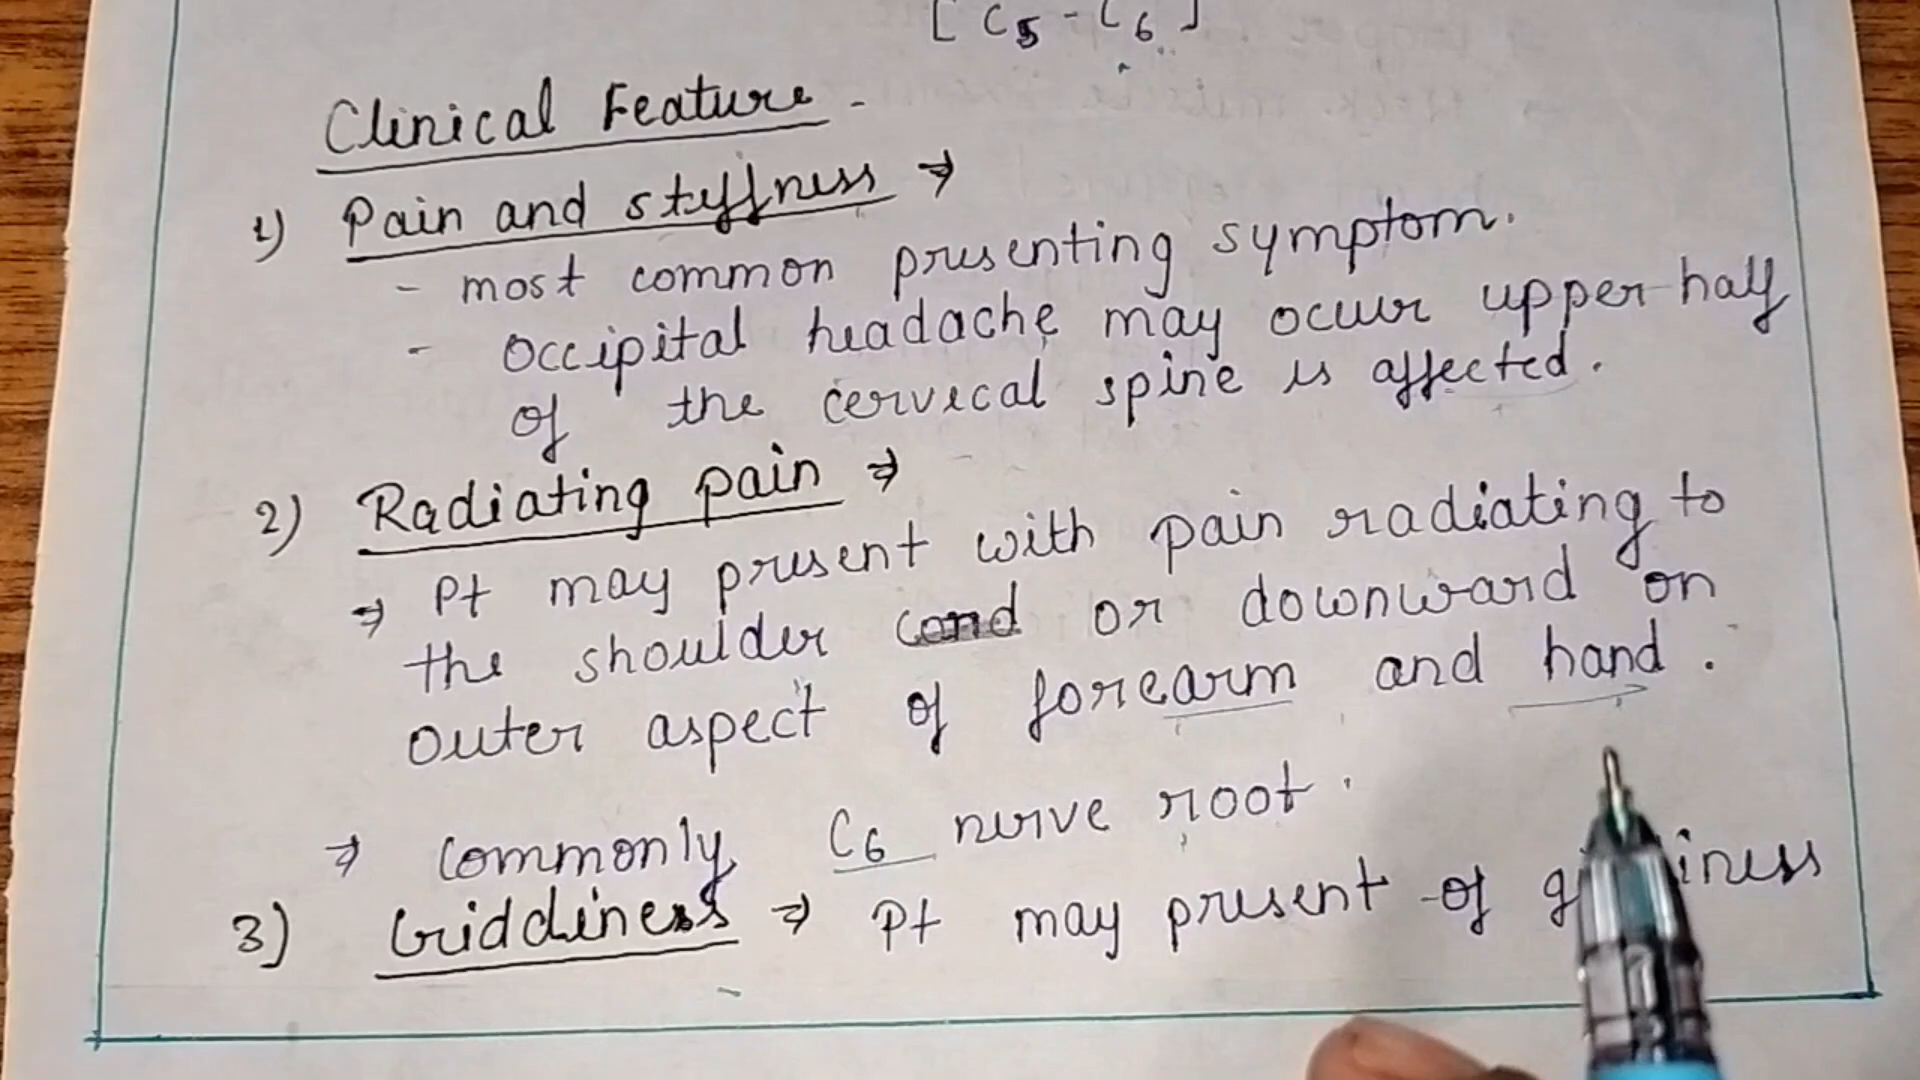 [C5-C6]
Clinical Feature -
1) Pain and stiffness →
- most common presenting symptom.
- Occipital headache may occur upper half
of the cervical spine is affected.
2) Radiating pain ⇒
⇒ Pt may present with pain radiating to
the shoulder or downward on
outer aspect of forearm and hand.
⇒ commonly C6 nerve root.
3) Griddiness ⇒ Pt may present of